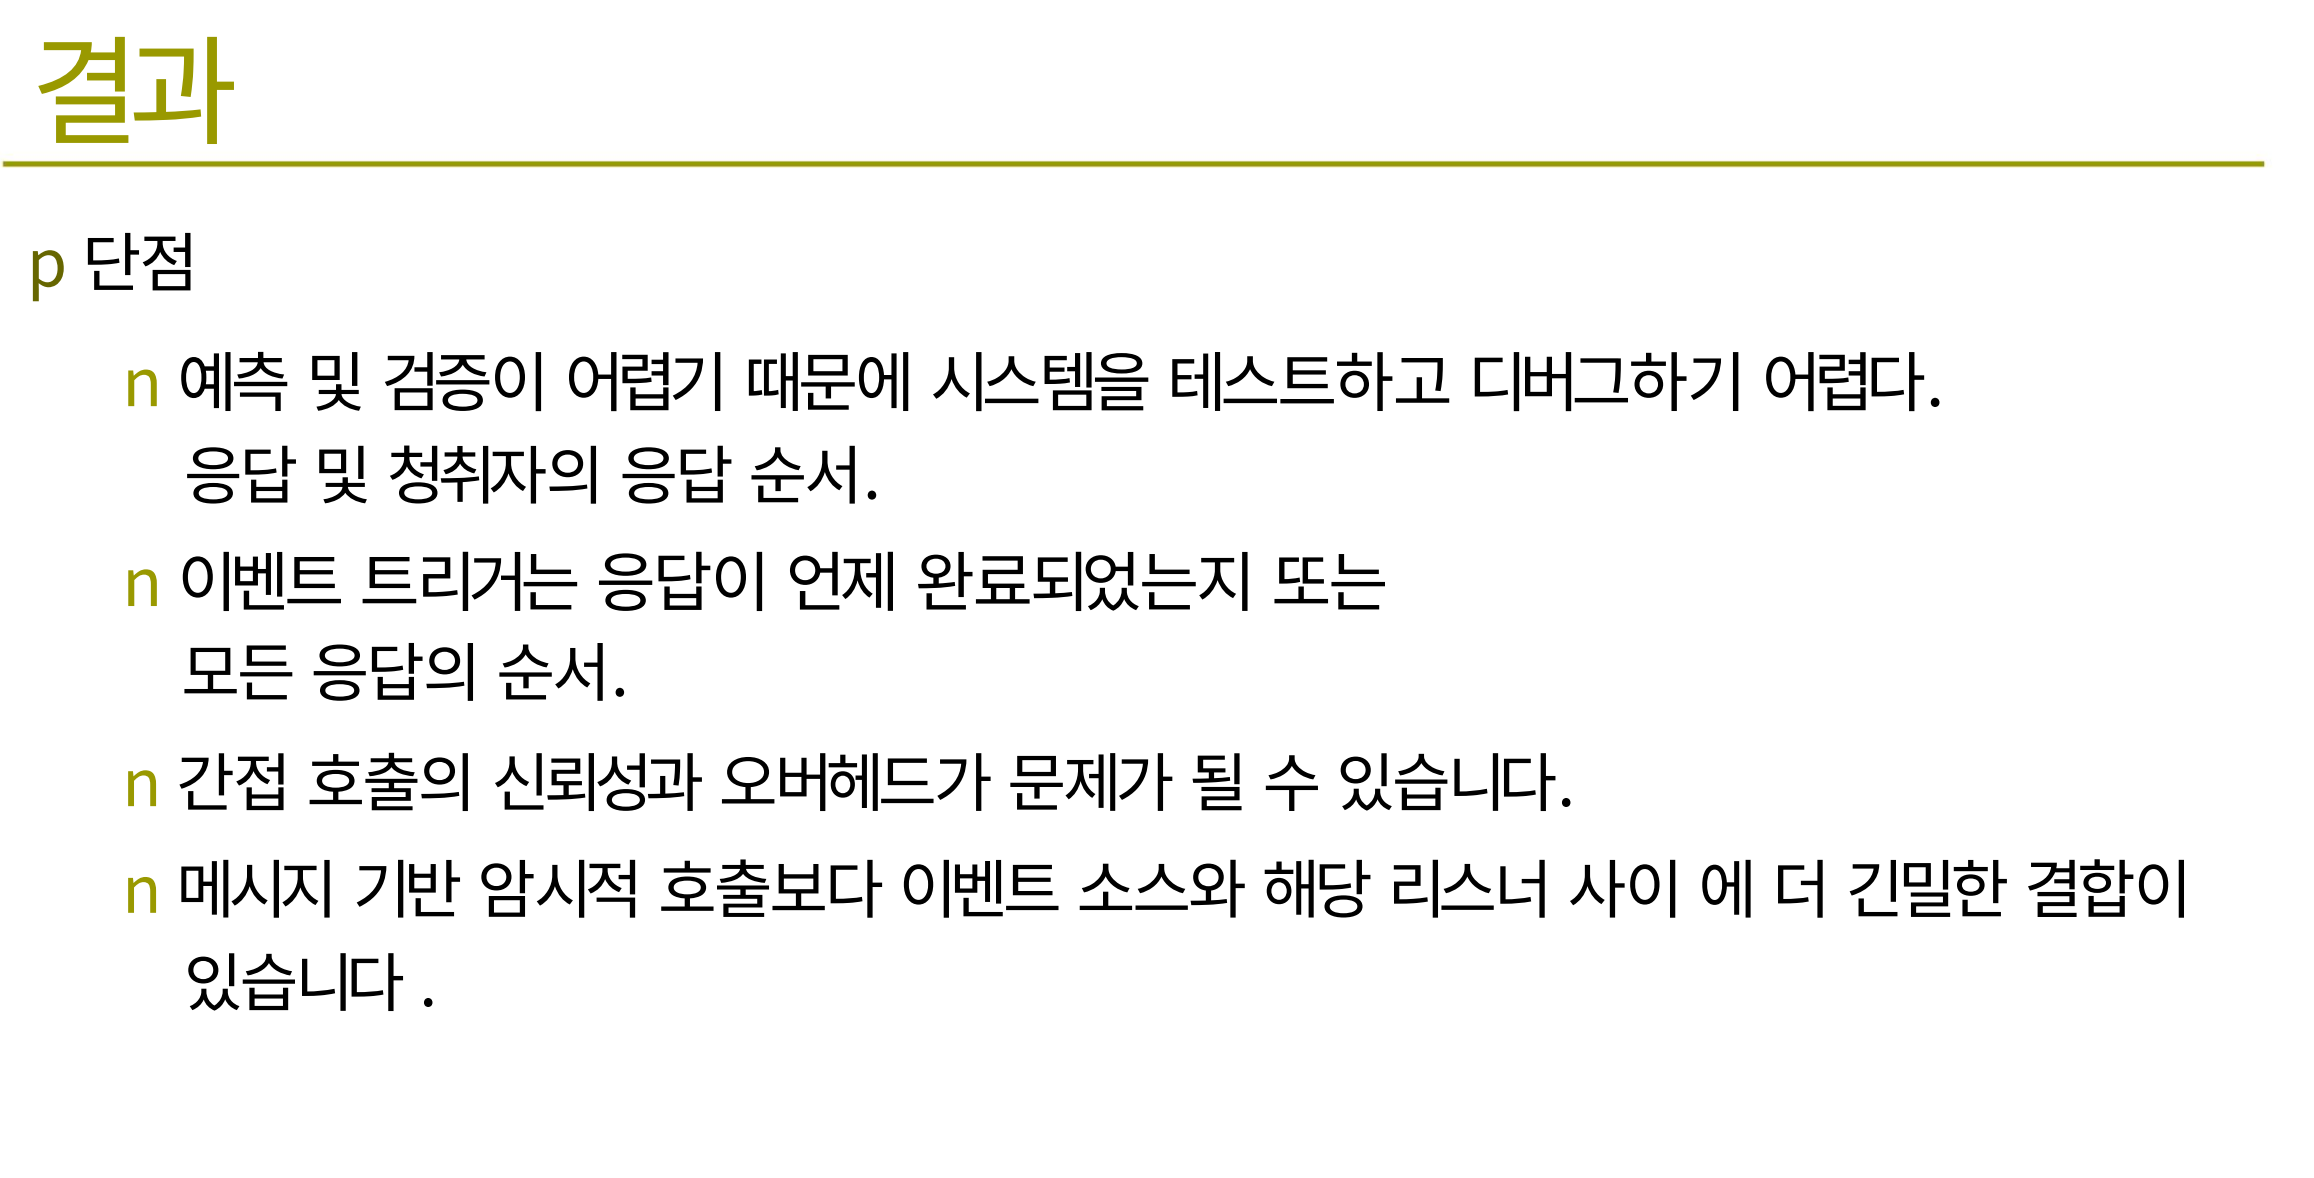 결과
p 단점
n 예측 및 검증이 어렵기 때문에 시스템을 테스트하고 디버그하기 어렵다.
응답 및 청취자의 응답 순서.
n 이벤트 트리거는 응답이 언제 완료되었는지 또는
모든 응답의 순서.
n 간접 호출의 신뢰성과 오버헤드가 문제가 될 수 있습니다.
n 메시지 기반 암시적 호출보다 이벤트 소스와 해당 리스너 사이 에 더 긴밀한 결합이
있습니다 .